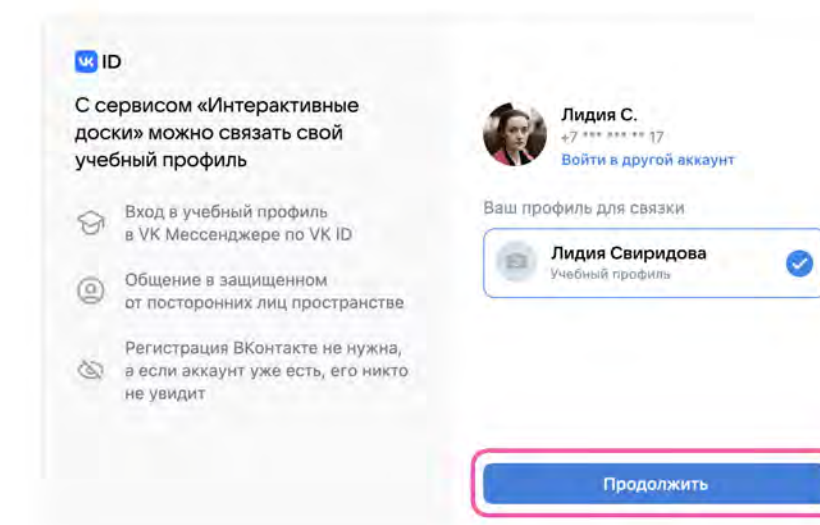 VK ID
С сервисом «Интерактивные
доски» можно связать свой
учебный профиль
Вход в учебный профиль
в VK Мессенджере по VK ID
Общение в защищенном
от посторонних лиц пространстве
Регистрация ВКонтакте не нужна,
а если аккаунт уже есть, его никто
не увидит
Лидия С.
+7 *** *** ** 17
Войти в другой аккаунт
Ваш профиль для связки
Лидия Свиридова
Учебный профиль
Продолжить